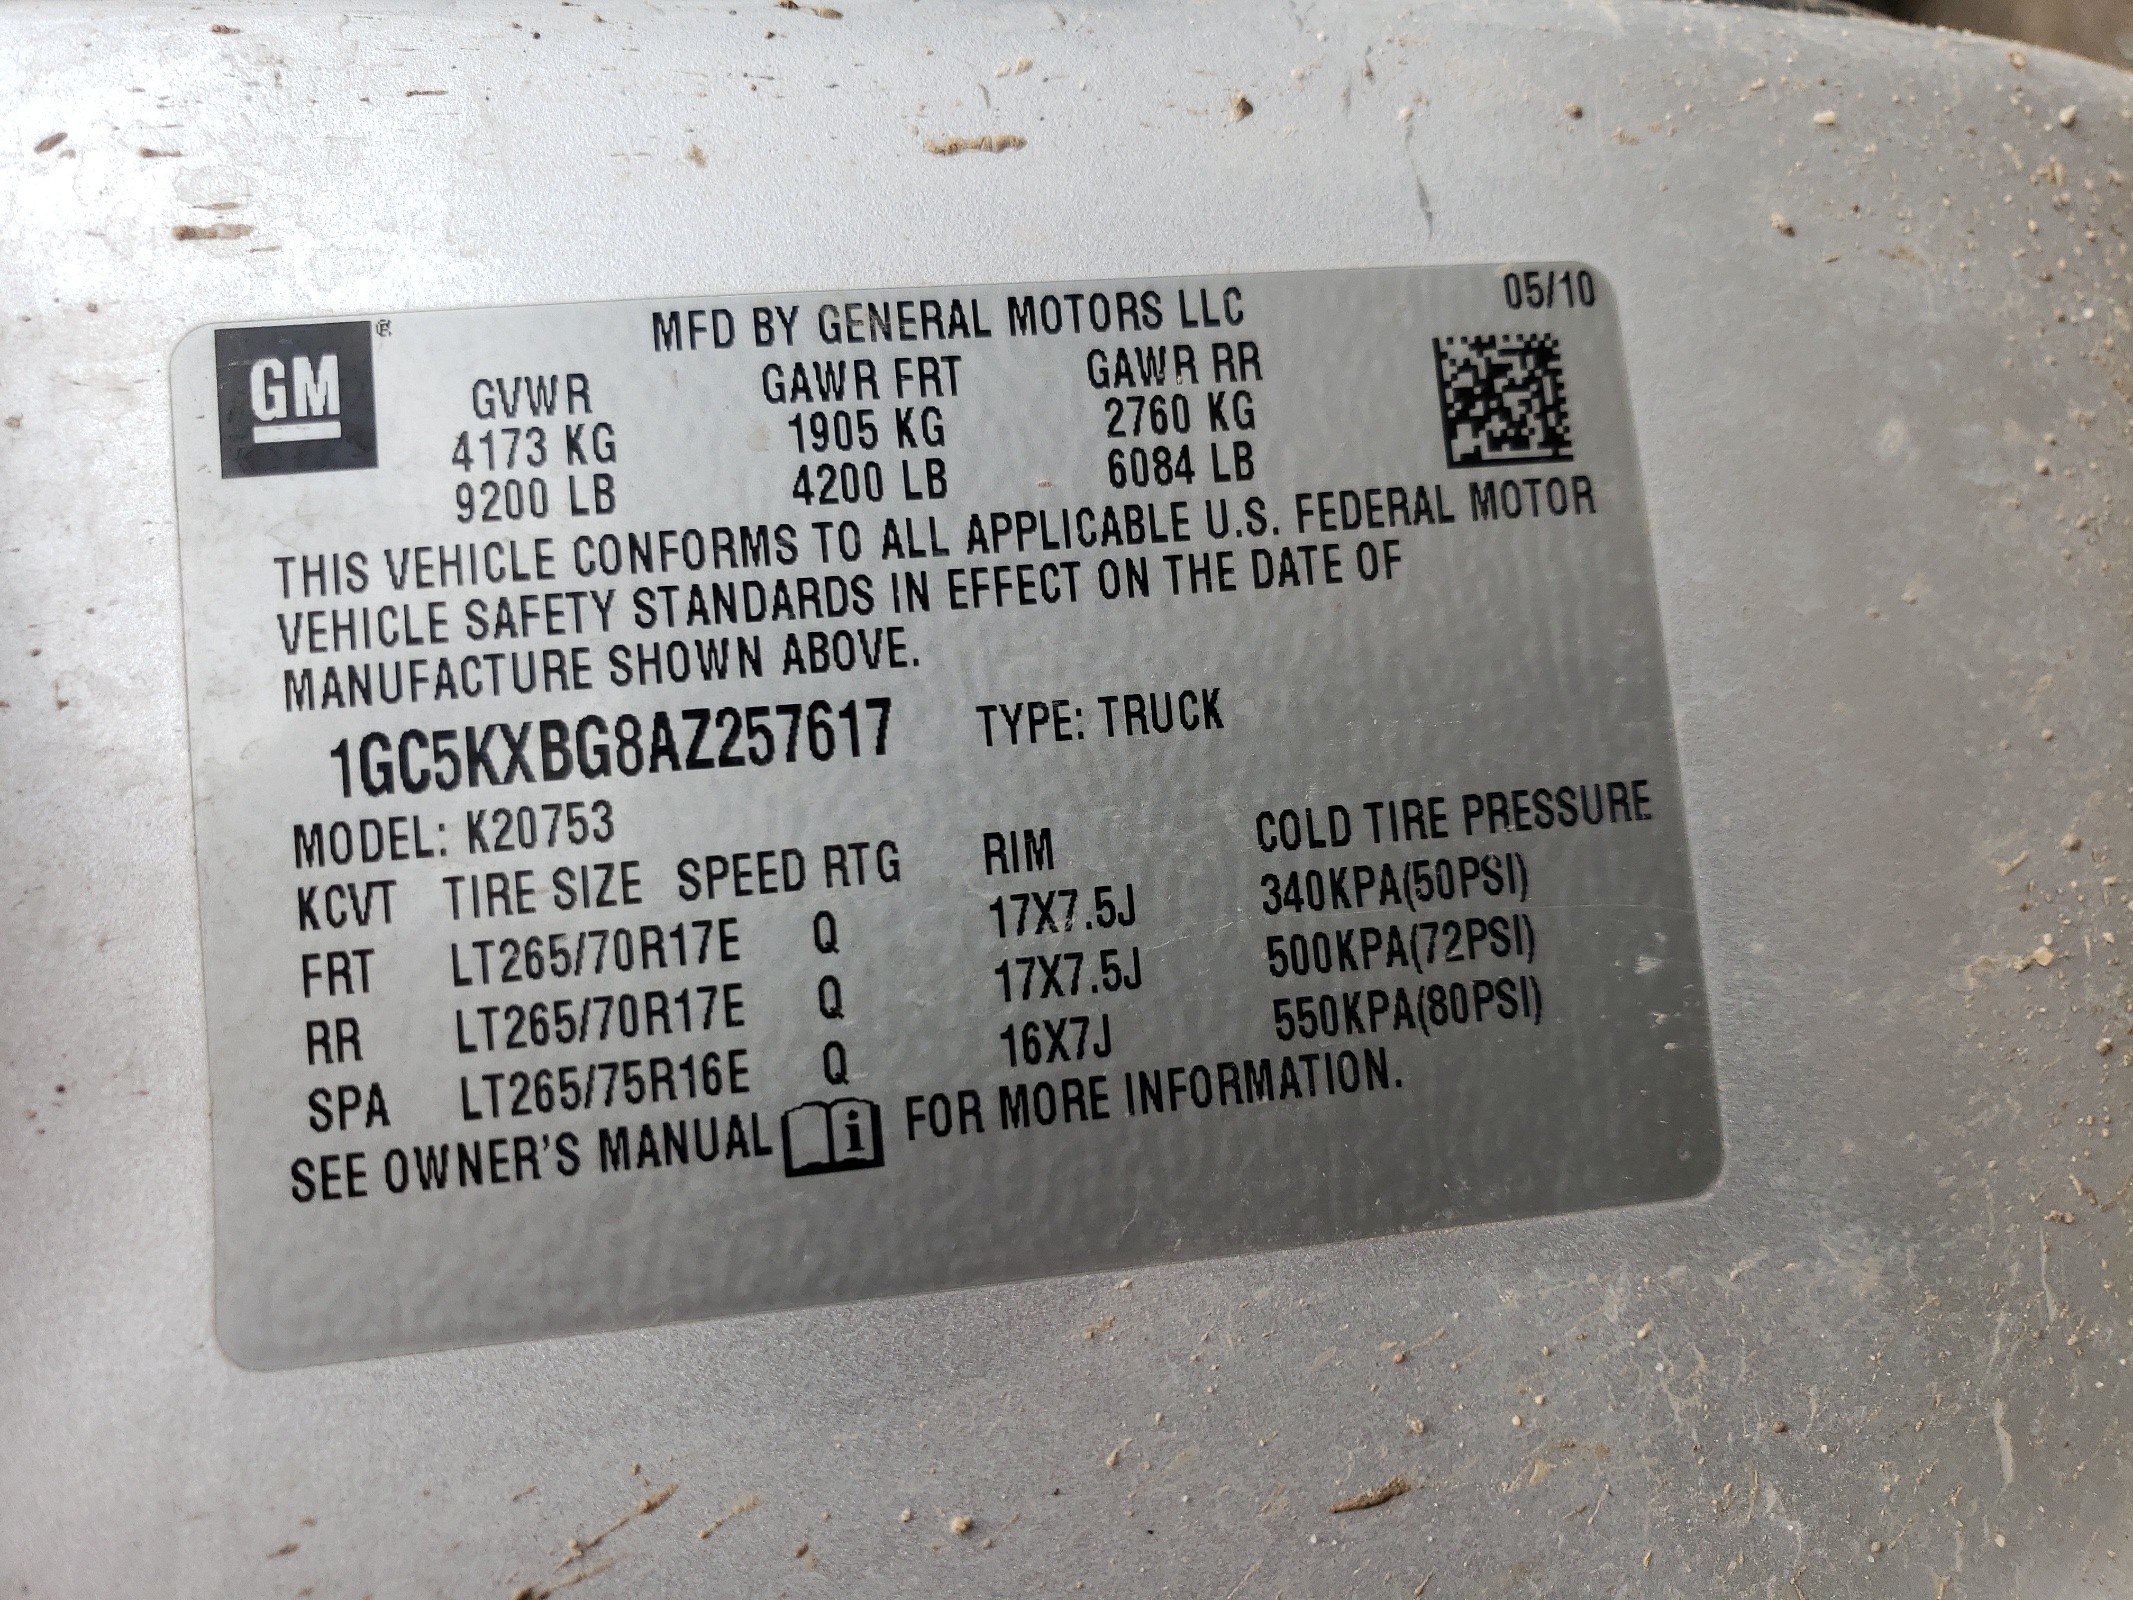 GM ®
MFD BY GENERAL MOTORS LLC 05/10
GVWR GAWR FRT GAWR RR
4173 KG 1905 KG 2760 KG
9200 LB 4200 LB 6084 LB
THIS VEHICLE CONFORMS TO ALL APPLICABLE U.S. FEDERAL MOTOR
VEHICLE SAFETY STANDARDS IN EFFECT ON THE DATE OF
MANUFACTURE SHOWN ABOVE.
1GC5KXBG8AZ257617 TYPE: TRUCK
MODEL: K20753
KCVT TIRE SIZE SPEED RTG RIM COLD TIRE PRESSURE
FRT LT265/70R17E Q 17X7.5J 340KPA(50PSI)
RR LT265/70R17E Q 17X7.5J 500KPA(72PSI)
SPA LT265/75R16E Q 16X7J 550KPA(80PSI)
SEE OWNER'S MANUAL i FOR MORE INFORMATION.